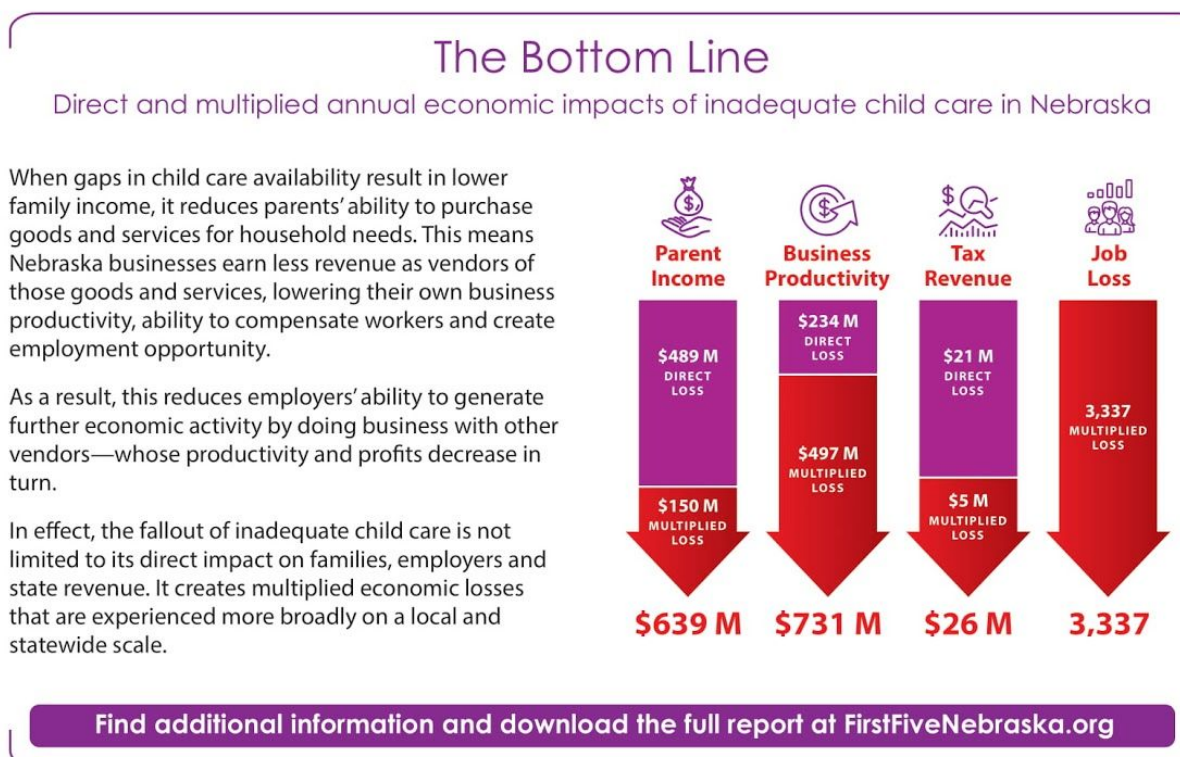 The Bottom Line
Direct and multiplied annual economic impacts of inadequate child care in Nebraska
When gaps in child care availability result in lower
family income, it reduces parents’ ability to purchase
goods and services for household needs. This means
Nebraska businesses earn less revenue as vendors of
those goods and services, lowering their own business
productivity, ability to compensate workers and create
employment opportunity.
As a result, this reduces employers’ ability to generate
further economic activity by doing business with other
vendors—whose productivity and profits decrease in
turn.
In effect, the fallout of inadequate child care is not
limited to its direct impact on families, employers and
state revenue. It creates multiplied economic losses
that are experienced more broadly on a local and
statewide scale.
$
Parent
Income
$489 M
DIRECT
LOSS
$150 M
MULTIPLIED
LOSS
$639 M
$
Business
Productivity
$234 M
DIRECT
LOSS
$497 M
MULTIPLIED
LOSS
$731 M
$
Tax
Revenue
$21 M
DIRECT
LOSS
$5 M
MULTIPLIED
LOSS
$26 M
Job
Loss
3,337
MULTIPLIED
LOSS
3,337
Find additional information and download the full report at FirstFiveNebraska.org